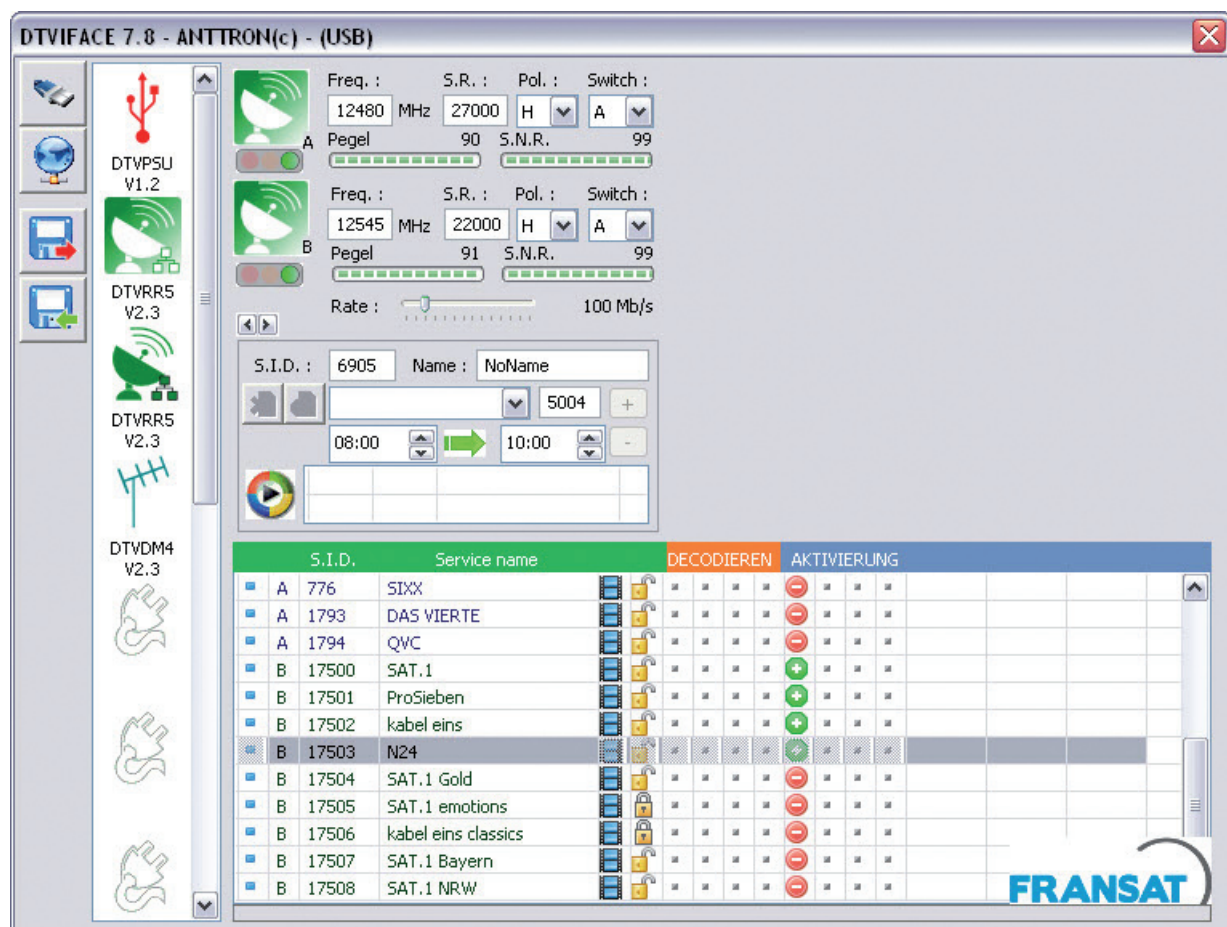 DTVIFACE 7.8 - ANTTRON(c) - (USB)
DTVPSU
V1.2
DTVRR5
V2.3
DTVRR5
V2.3
DTVDM4
V2.3
Freq. : S.R. : Pol. : Switch :
12480 MHz 27000 H A
A Pegel 90 S.N.R. 99
Freq. : S.R. : Pol. : Switch :
12545 MHz 22000 H A
B Pegel 91 S.N.R. 99
Rate : 100 Mb/s
S.I.D. : 6905 Name : NoName
5004 +
08:00 10:00 -
S.I.D. Service name DECODIEREN AKTIVIERUNG
A 776 SIXX
A 1793 DAS VIERTE
A 1794 QVC
B 17500 SAT.1
B 17501 ProSieben
B 17502 kabel eins
B 17503 N24
B 17504 SAT.1 Gold
B 17505 SAT.1 emotions
B 17506 kabel eins classics
B 17507 SAT.1 Bayern
B 17508 SAT.1 NRW
FRANSAT